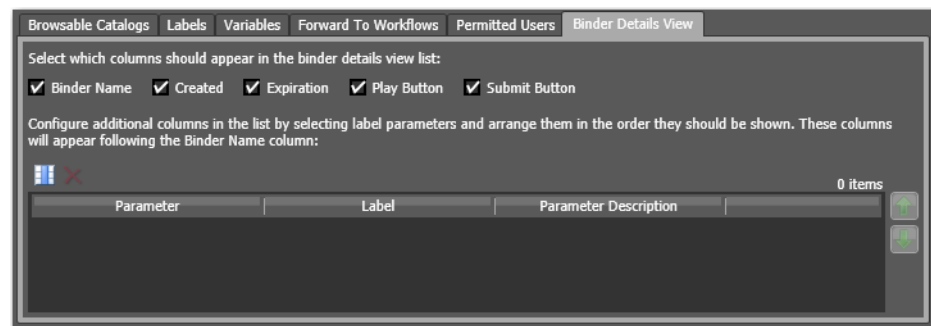 Browsable Catalogs Labels Variables Forward To Workflows Permitted Users Binder Details View
Select which columns should appear in the binder details view list:
Binder Name Created Expiration Play Button Submit Button
Configure additional columns in the list by selecting label parameters and arrange them in the order they should be shown. These columns
will appear following the Binder Name column:
0 items
Parameter Label Parameter Description